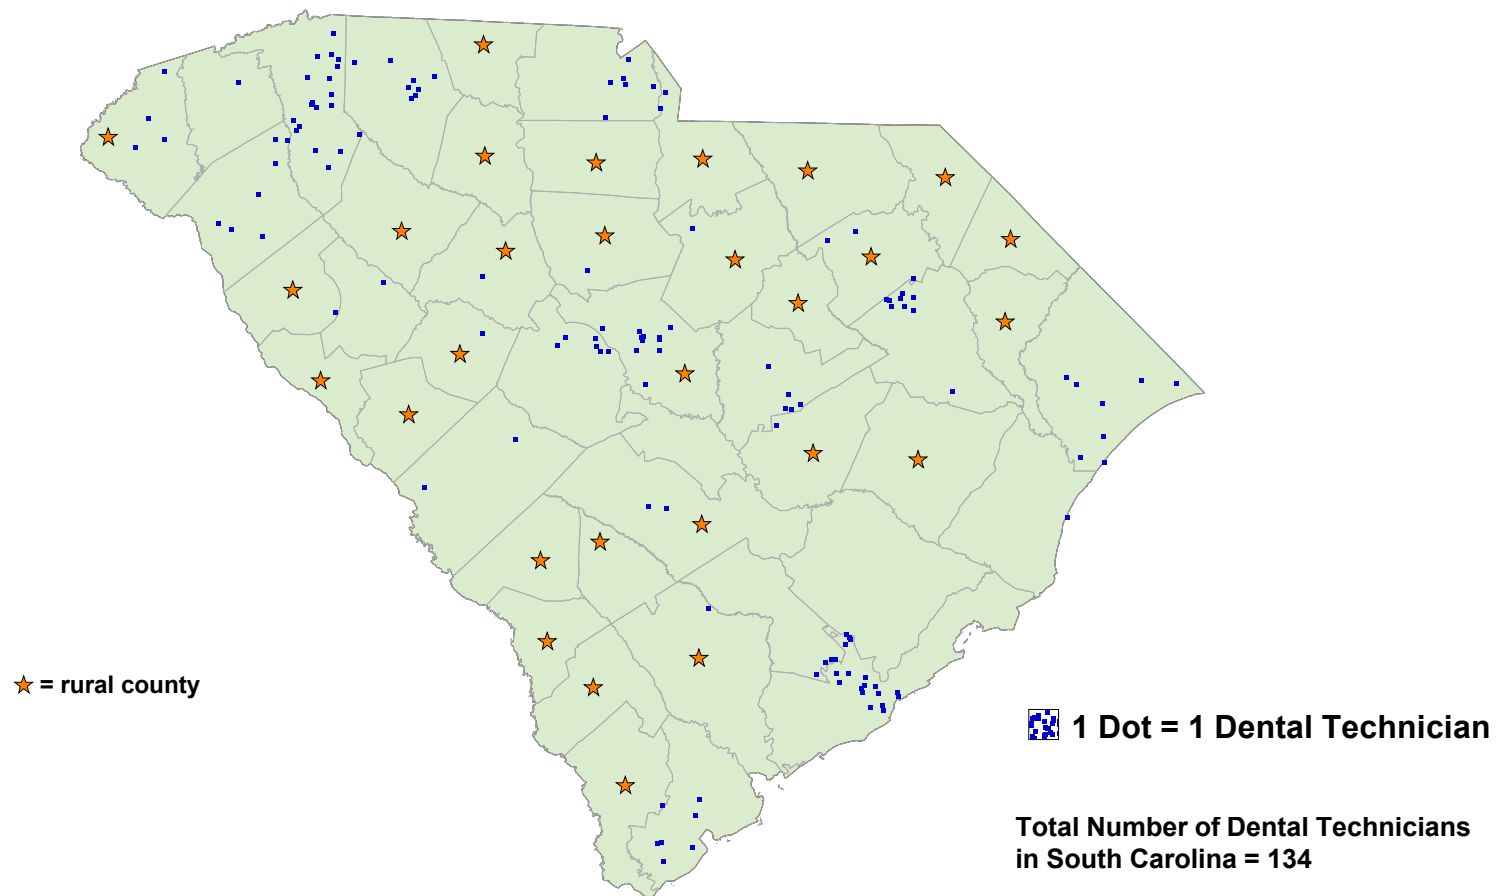 = rural county
1 Dot = 1 Dental Technician
Total Number of Dental Technicians
in South Carolina = 134